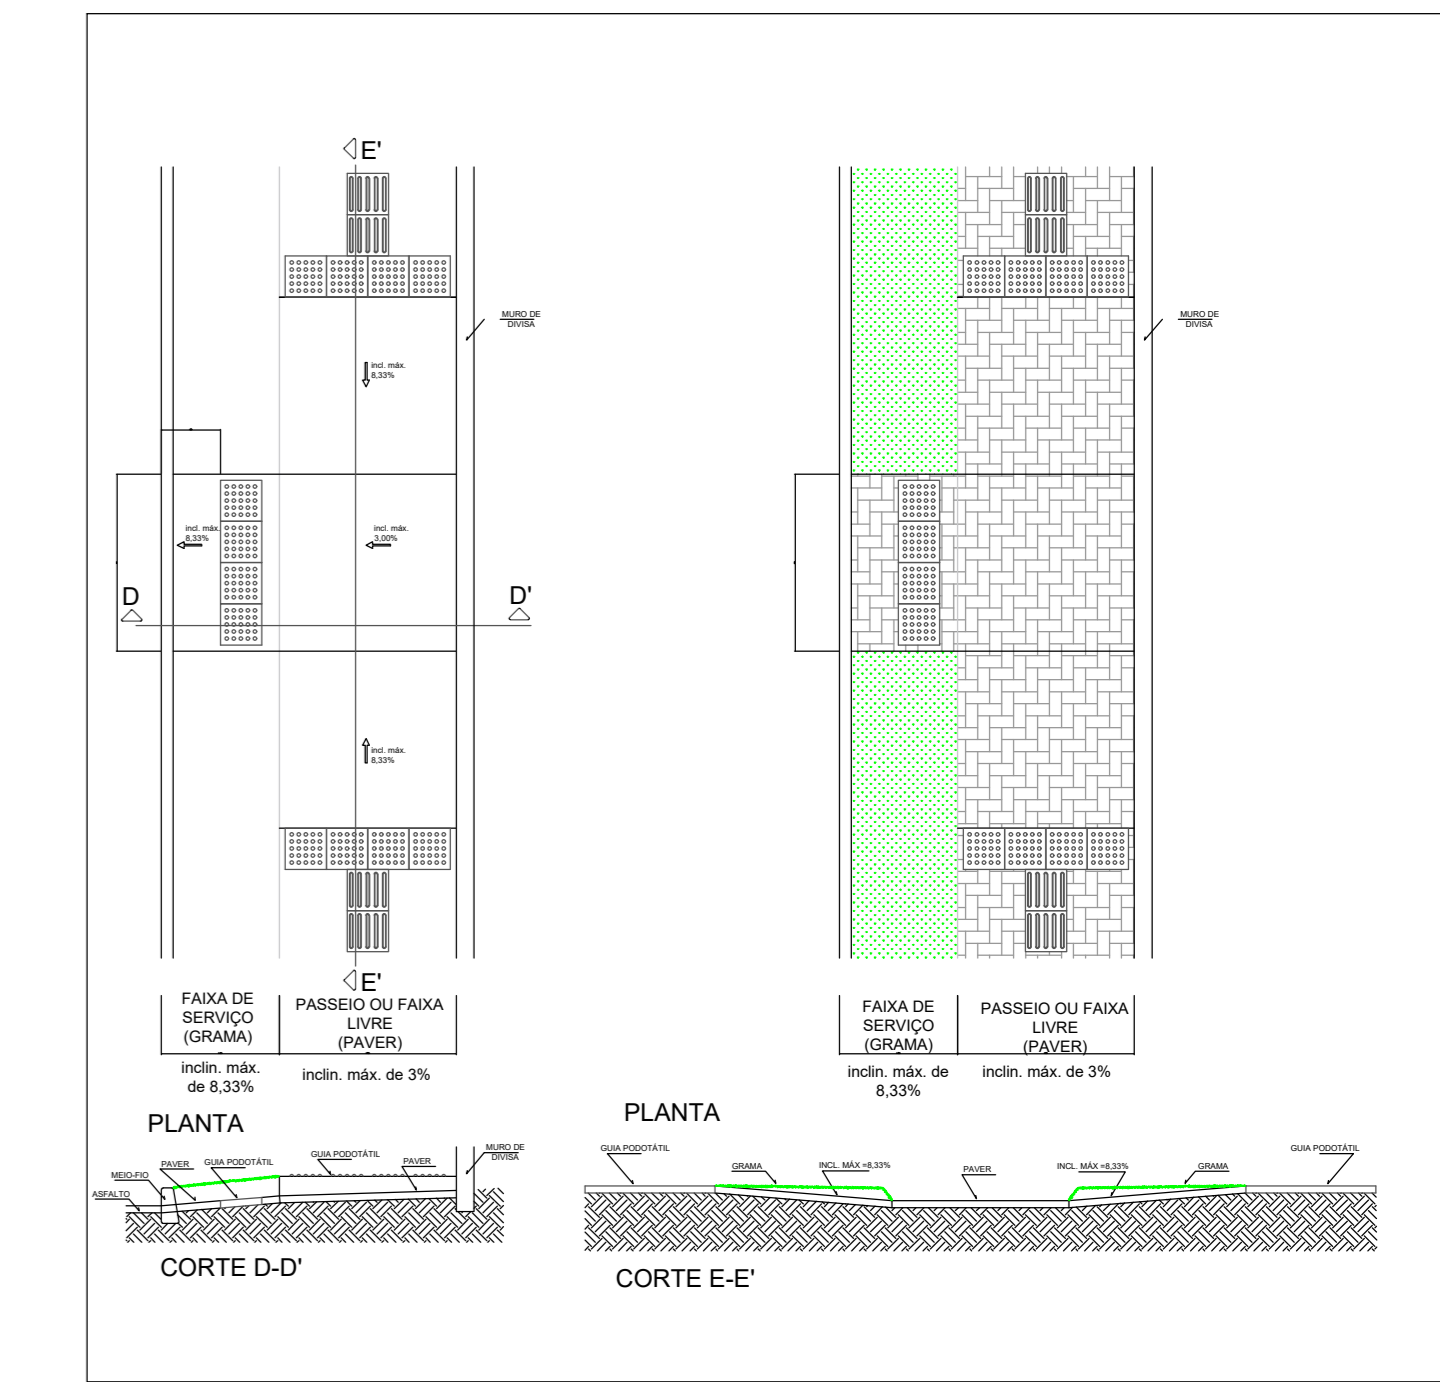 E'
MURO DE
DIVISA
incl. máx.
8,33%
incl. máx.
8,33%
incl. máx.
3,00%
D
D'
incl. máx.
8,33%
E'
FAIXA DE
SERVIÇO
(GRAMA)
PASSEIO OU FAIXA
LIVRE
(PAVER)
inclin. máx.
de 8,33%
inclin. máx. de 3%
PLANTA
MURO DE
DIVISA
FAIXA DE
SERVIÇO
(GRAMA)
PASSEIO OU FAIXA
LIVRE
(PAVER)
inclin. máx. de
8,33%
inclin. máx. de 3%
PLANTA
ASFALTO
MEIO-FIO
PAVER
GUIA PODOTÁTIL
GUIA PODOTÁTIL
PAVER
MURO DE
DIVISA
CORTE D-D'
GUIA PODOTÁTIL
GRAMA
INCL. MÁX =8,33%
PAVER
INCL. MÁX =8,33%
GRAMA
GUIA PODOTÁTIL
CORTE E-E'